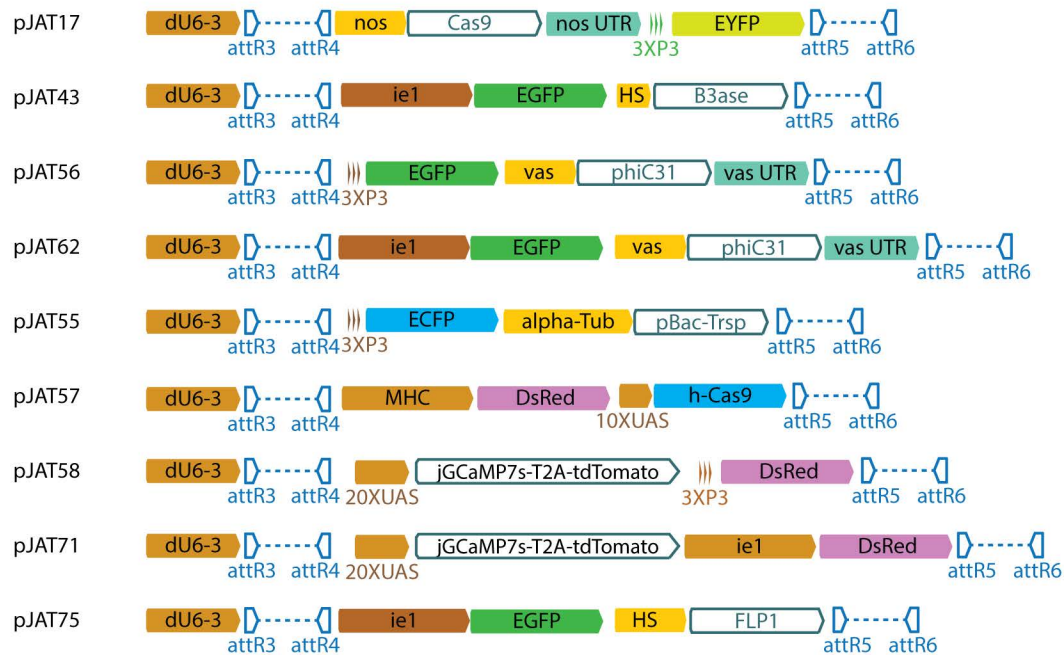 pJAT17 dU6-3 nos Cas9 nos UTR EYFP
attR3 attR4 3XP3 attR5 attR6
pJAT43 dU6-3 ie1 EGFP HS B3ase
attR3 attR4 attR5 attR6
pJAT56 dU6-3 EGFP vas phiC31 vas UTR
attR3 attR4 3XP3 attR5 attR6
pJAT62 dU6-3 ie1 EGFP vas phiC31 vas UTR
attR3 attR4 attR5 attR6
pJAT55 dU6-3 ECFP alpha-Tub pBac-Trsp
attR3 attR4 3XP3 attR5 attR6
pJAT57 dU6-3 MHC DsRed h-Cas9
attR3 attR4 10XUAS attR5 attR6
pJAT58 dU6-3 jGCaMP7s-T2A-tdTomato DsRed
attR3 attR4 20XUAS 3XP3 attR5 attR6
pJAT71 dU6-3 jGCaMP7s-T2A-tdTomato ie1 DsRed
attR3 attR4 20XUAS attR5 attR6
pJAT75 dU6-3 ie1 EGFP HS FLP1
attR3 attR4 attR5 attR6